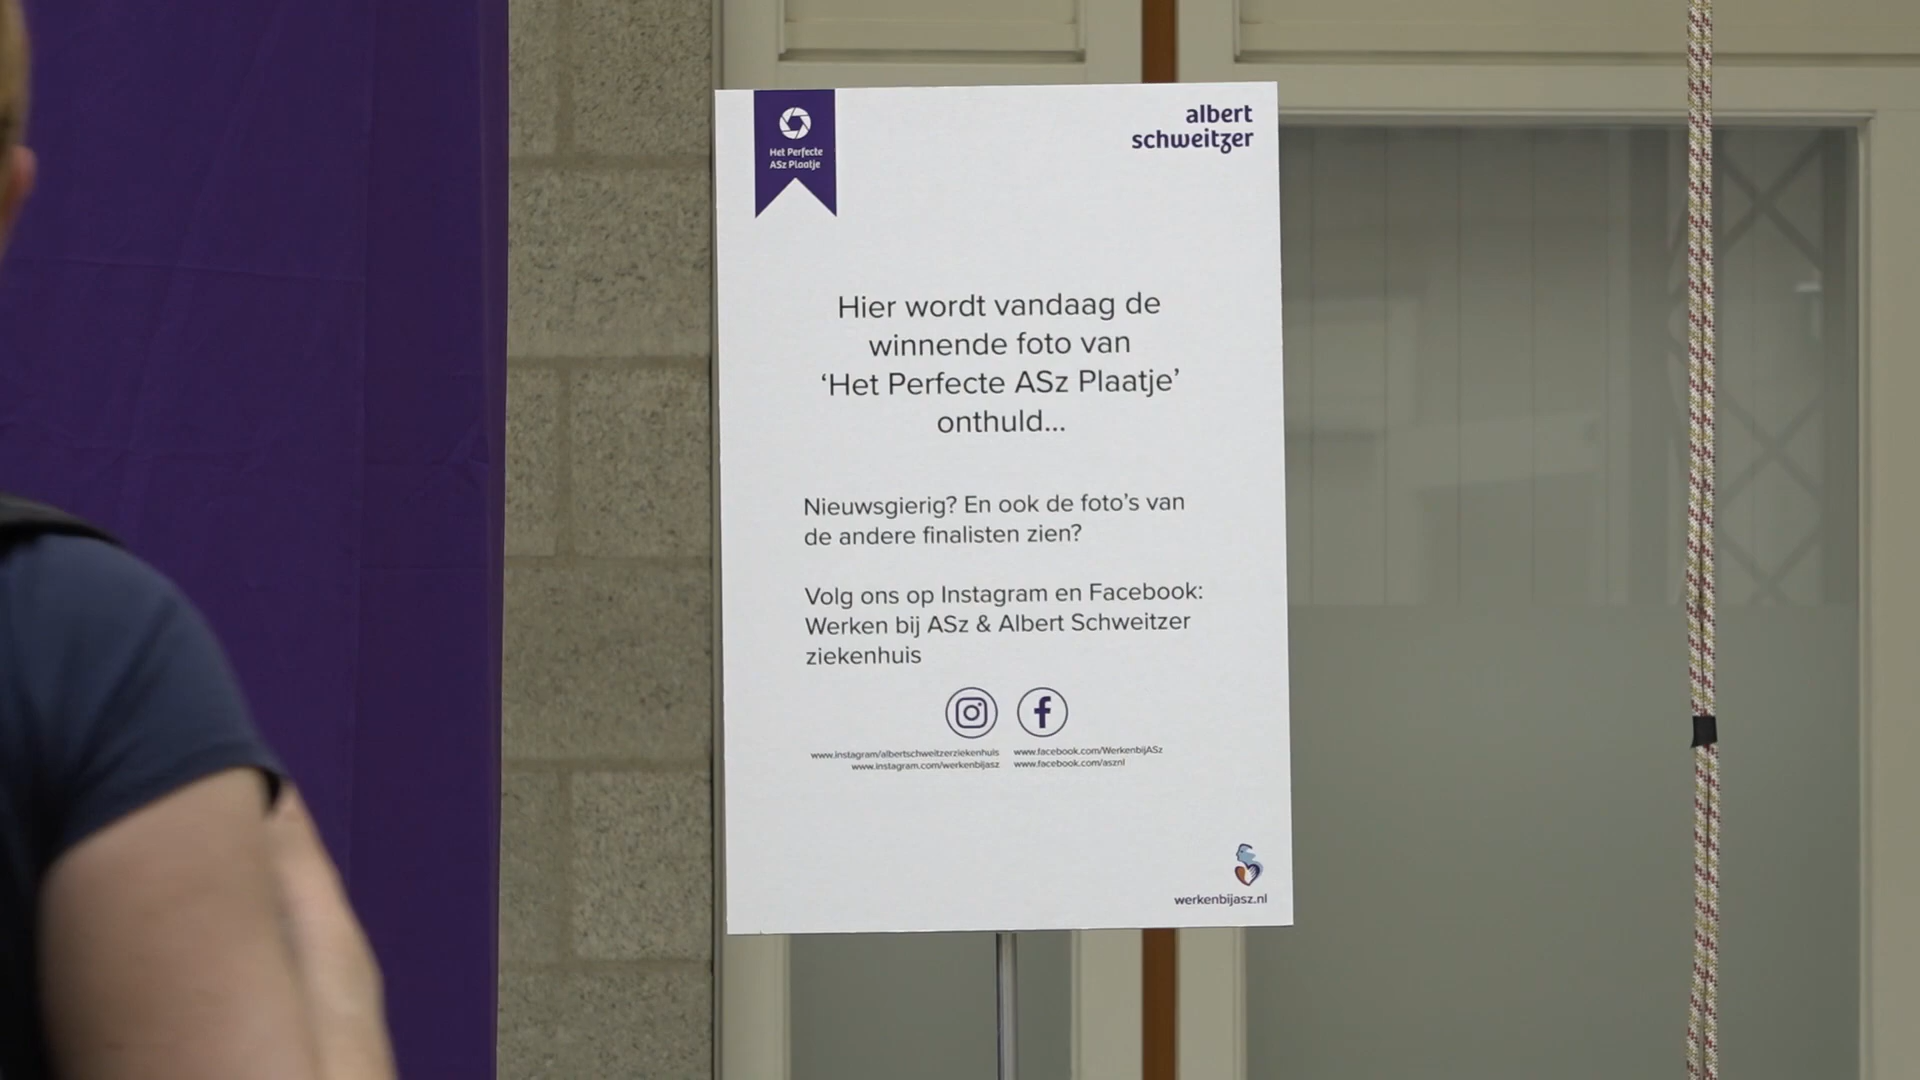 Het Perfecte
ASz Plaatje
albert
schweitzer
Hier wordt vandaag de
winnende foto van
‘Het Perfecte ASz Plaatje’
onthuld...
Nieuwsgierig? En ook de foto’s van
de andere finalisten zien?
Volg ons op Instagram en Facebook:
Werken bij ASz & Albert Schweitzer
ziekenhuis
www.instagram/albertschweitzerziekenhuis
www.instagram.com/werkenbijasz
www.facebook.com/WerkenbijASz
www.facebook.com/asznl
werkenbijasz.nl